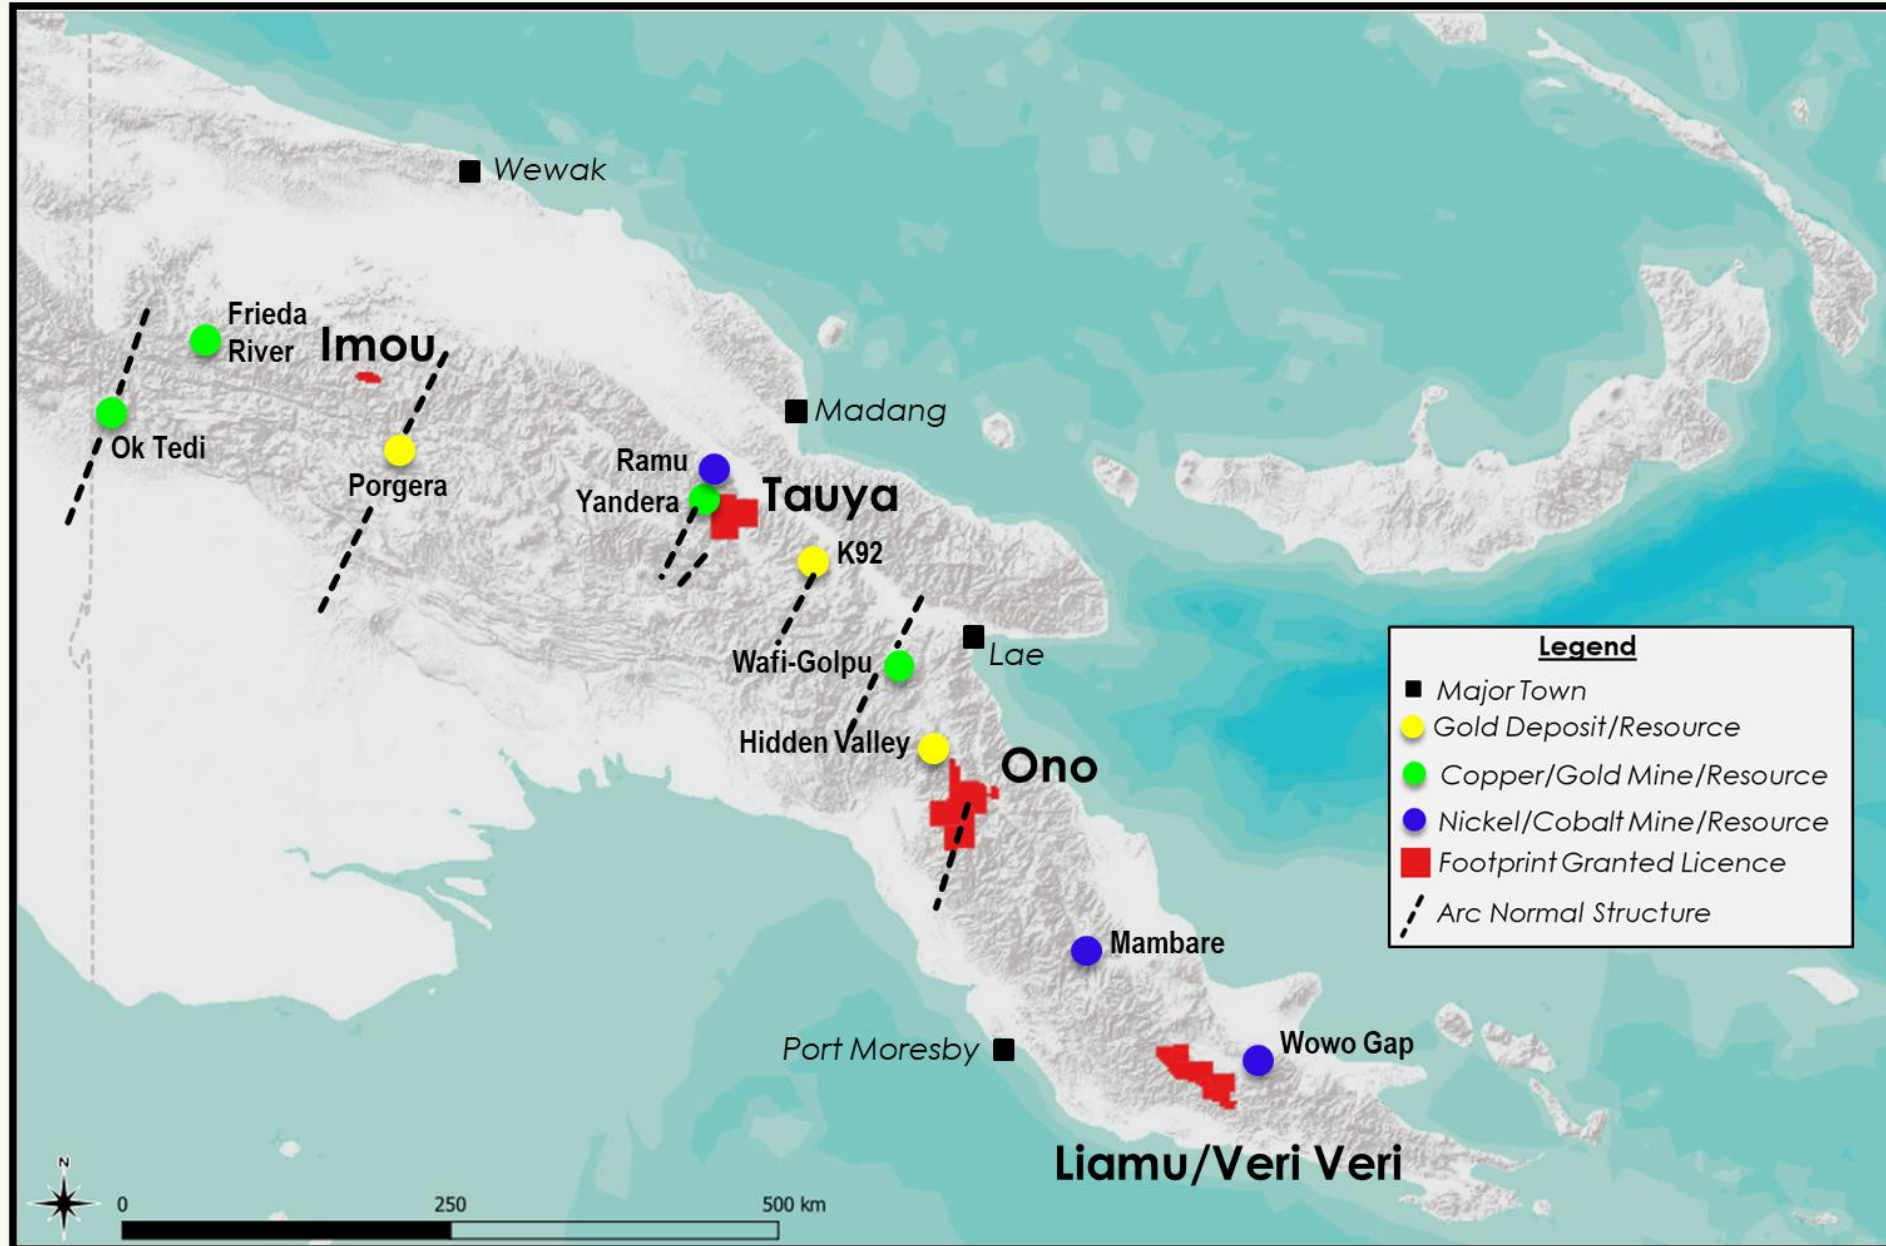 Wewak
Frieda
River
Imou
Ok Tedi
Porgera
Madang
Ramu
Yandera
Tauya
K92
Wafi-Golpu
Lae
Hidden Valley
Ono
Mambare
Port Moresby
Wowo Gap
Liamu/Veri Veri
Legend
Major Town
Gold Deposit/Resource
Copper/Gold Mine/Resource
Nickel/Cobalt Mine/Resource
Footprint Granted Licence
Arc Normal Structure
N
0 250 500 km